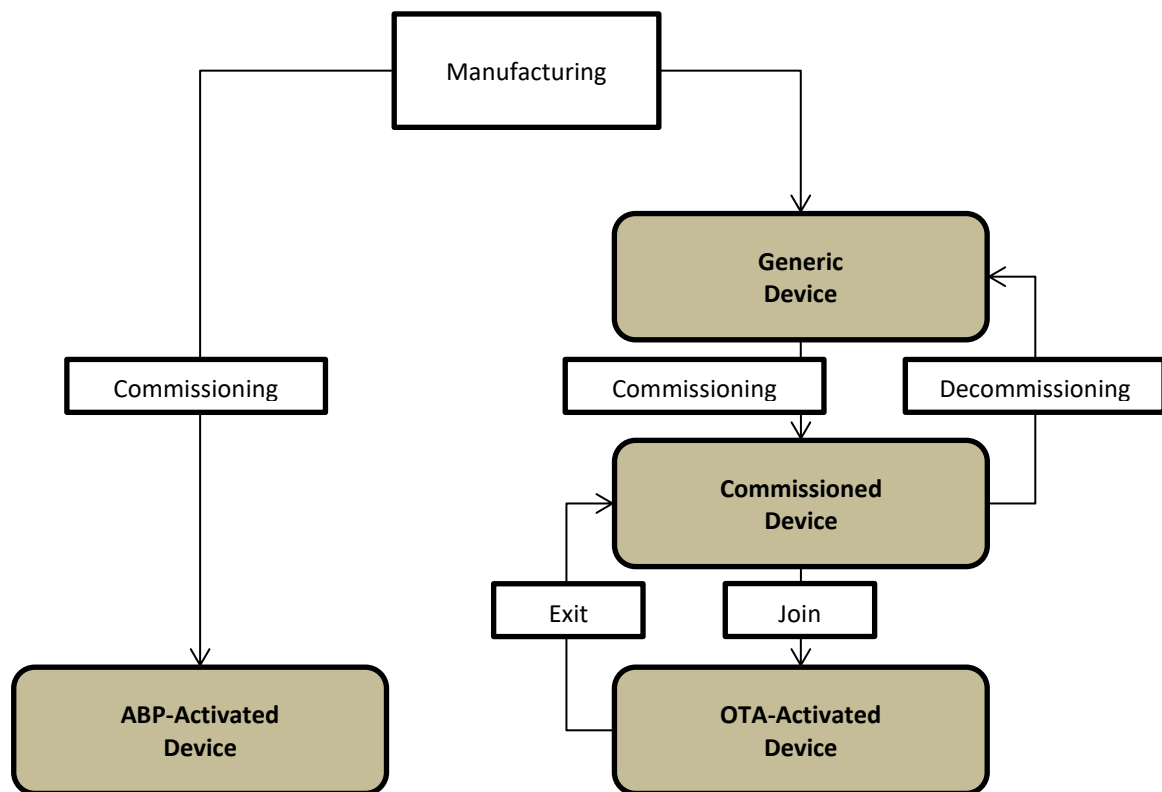 Manufacturing
Generic
Device
Commissioning
Commissioning
Decommissioning
Commissioned
Device
Exit
Join
ABP-Activated
Device
OTA-Activated
Device